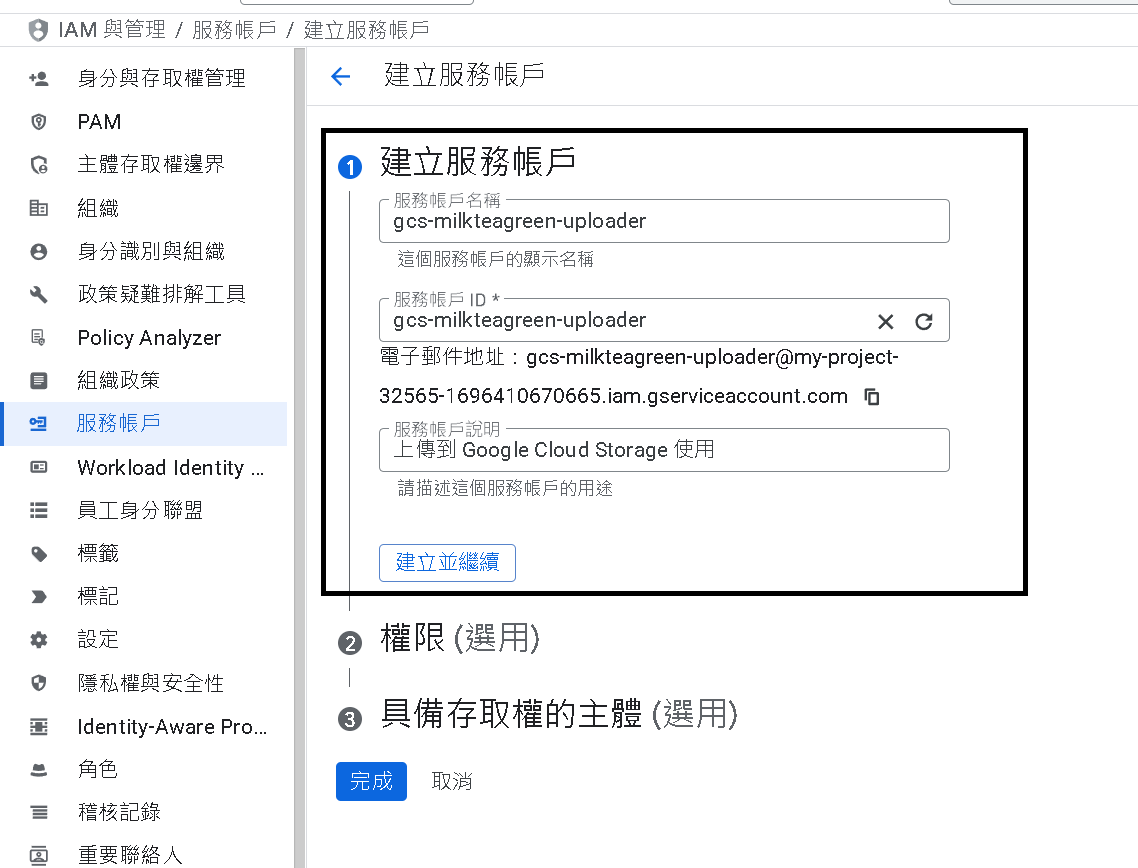 IAM 與管理 / 服務帳戶 / 建立服務帳戶
身分與存取權管理
PAM
主體存取權邊界
組織
身分識別與組織
政策疑難排解工具
Policy Analyzer
組織政策
服務帳戶
Workload Identity ...
員工身分聯盟
標籤
標記
設定
隱私權與安全性
Identity-Aware Pro...
角色
稽核記錄
重要聯絡人
建立服務帳戶
1 建立服務帳戶
服務帳戶名稱
gcs-milkteagreen-uploader
這個服務帳戶的顯示名稱
服務帳戶 ID *
gcs-milkteagreen-uploader
電子郵件地址：gcs-milkteagreen-uploader@my-project-
32565-1696410670665.iam.gserviceaccount.com
服務帳戶說明
上傳到 Google Cloud Storage 使用
請描述這個服務帳戶的用途
建立並繼續
2 權限 (選用)
3 具備存取權的主體 (選用)
完成 取消